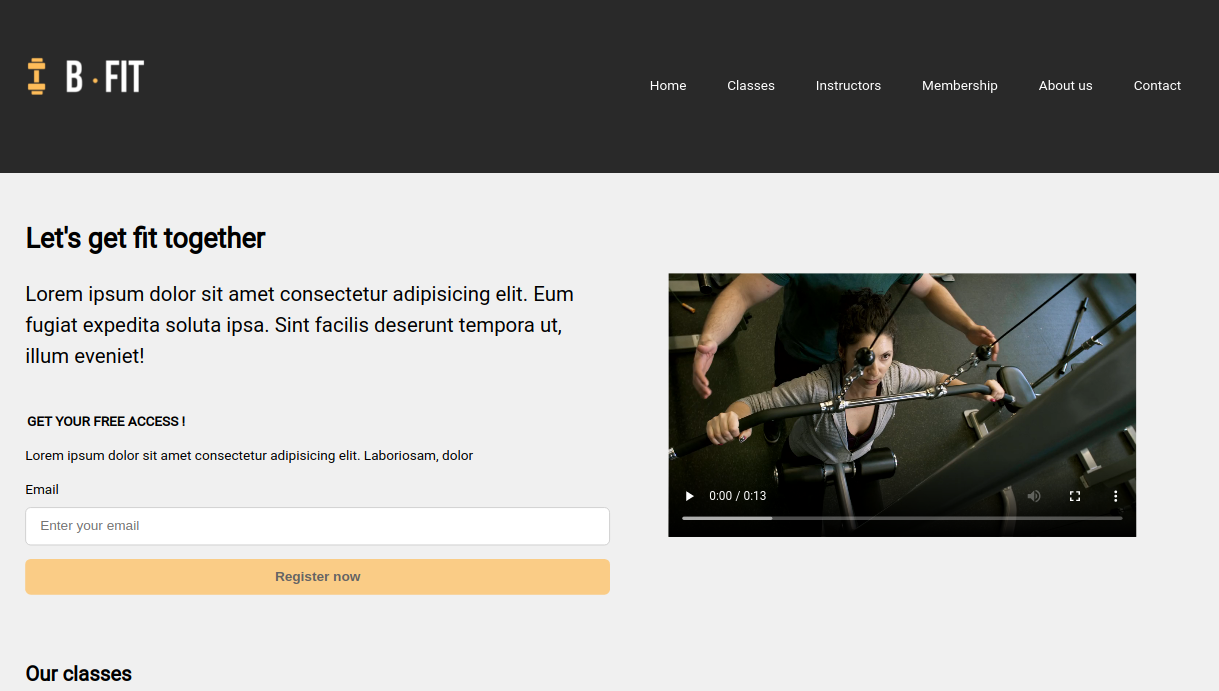 B · FIT
Home Classes Instructors Membership About us Contact
Let's get fit together
Lorem ipsum dolor sit amet consectetur adipisicing elit. Eum
fugiat expedita soluta ipsa. Sint facilis deserunt tempora ut,
illum eveniet!
GET YOUR FREE ACCESS !
Lorem ipsum dolor sit amet consectetur adipisicing elit. Laboriosam, dolor
Email
Enter your email
Register now
0:00 / 0:13
Our classes